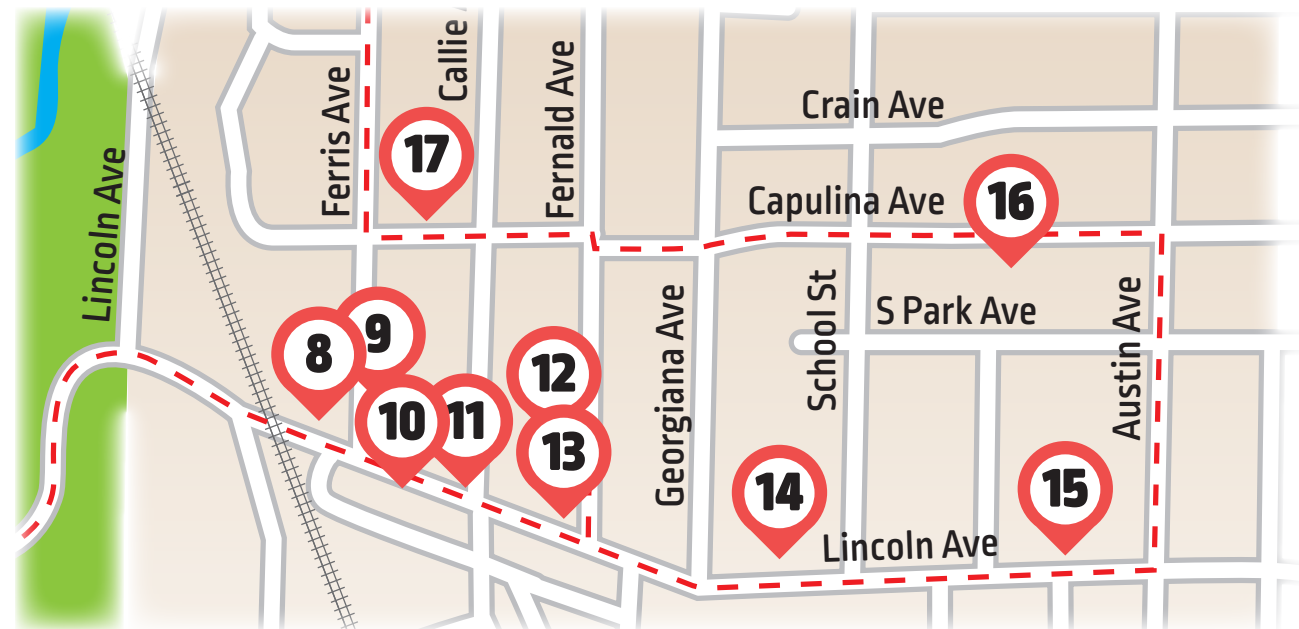 Callie
Ferris Ave
Fernald Ave
Crain Ave
17
Lincoln Ave
Capulina Ave
16
S Park Ave
School St
Austin Ave
Georgiana Ave
9
8
12
10
11
13
14
15
Lincoln Ave